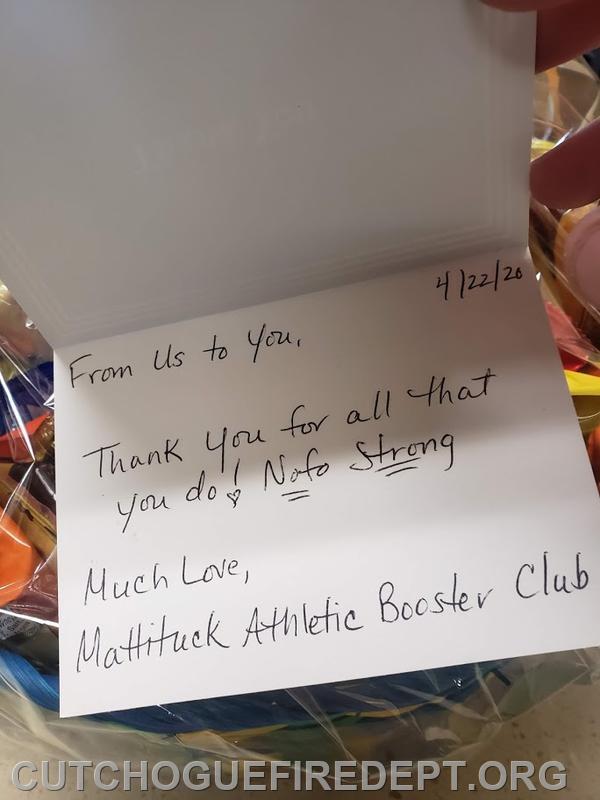 4/22/20
From Us to You,
Thank you for all that
you do! Nofo Strong
Much Love,
Mattituck Athletic Booster Club
CUTCHOGUEFIREDEPT.ORG